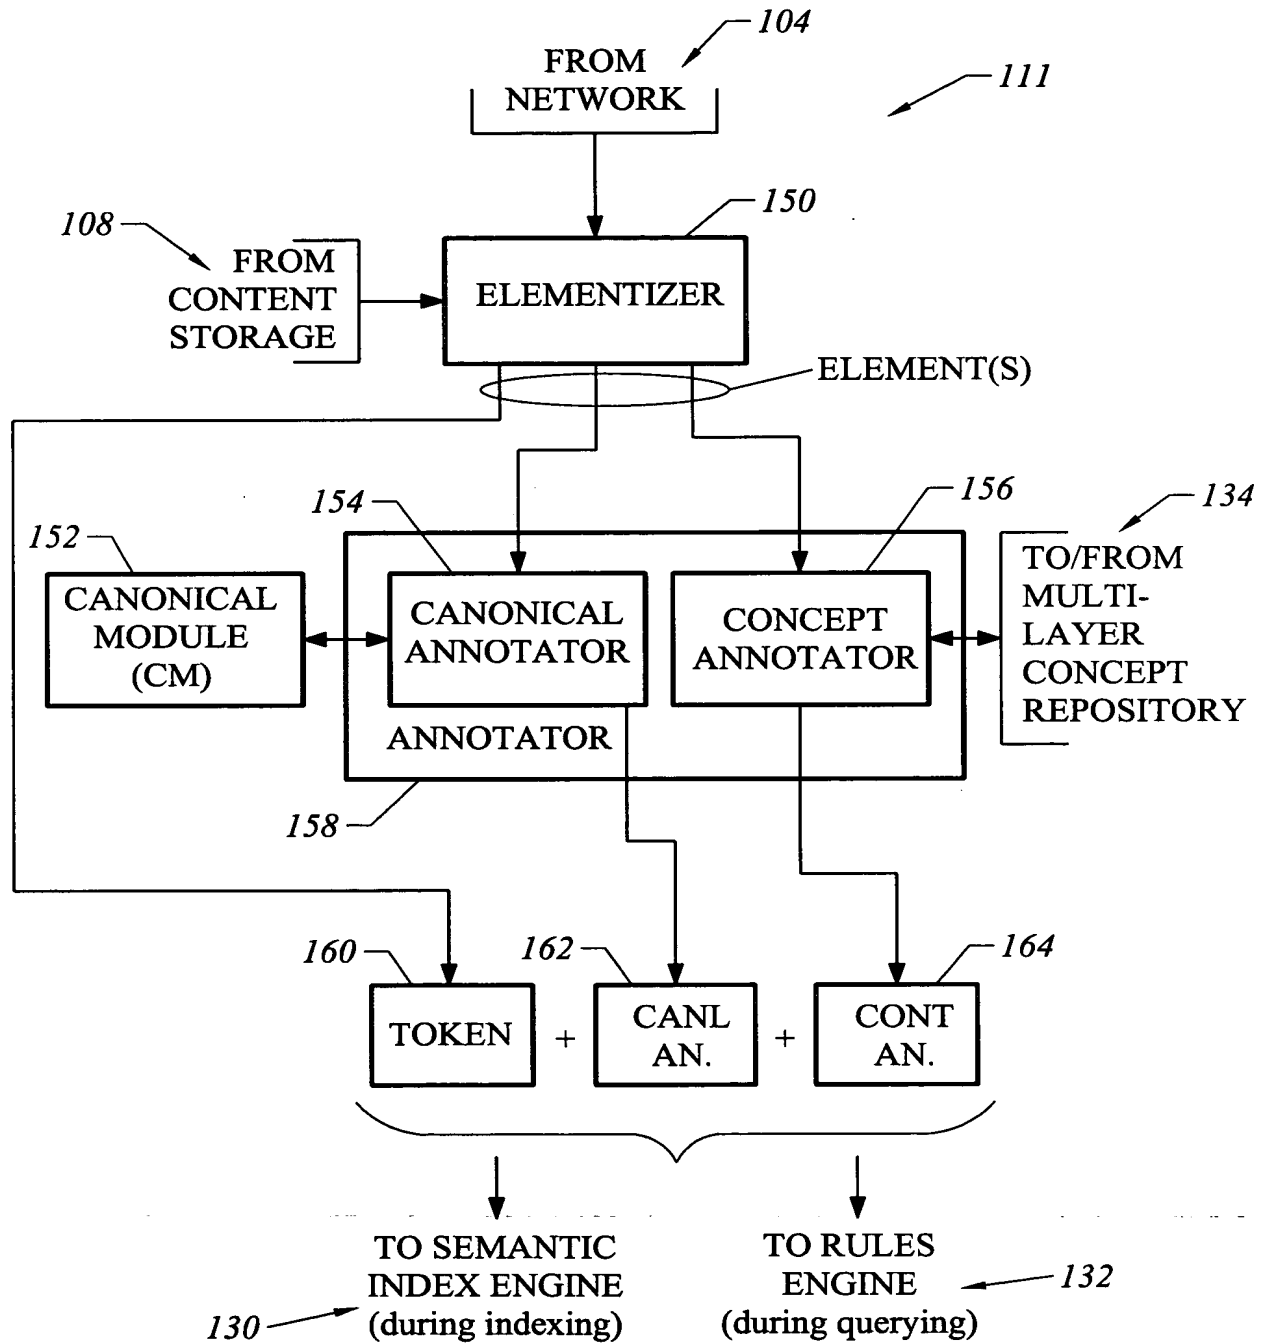 104
FROM
NETWORK
111
150
108
FROM
CONTENT
STORAGE
ELEMENTIZER
ELEMENT(S)
154
156
134
152
CANONICAL
MODULE
(CM)
CANONICAL
ANNOTATOR
CONCEPT
ANNOTATOR
TO/FROM
MULTI-
LAYER
CONCEPT
REPOSITORY
ANNOTATOR
158
160
162
164
TOKEN
+
CANL
AN.
+
CONT
AN.
TO SEMANTIC
INDEX ENGINE
(during indexing)
130
TO RULES
ENGINE
(during querying)
132